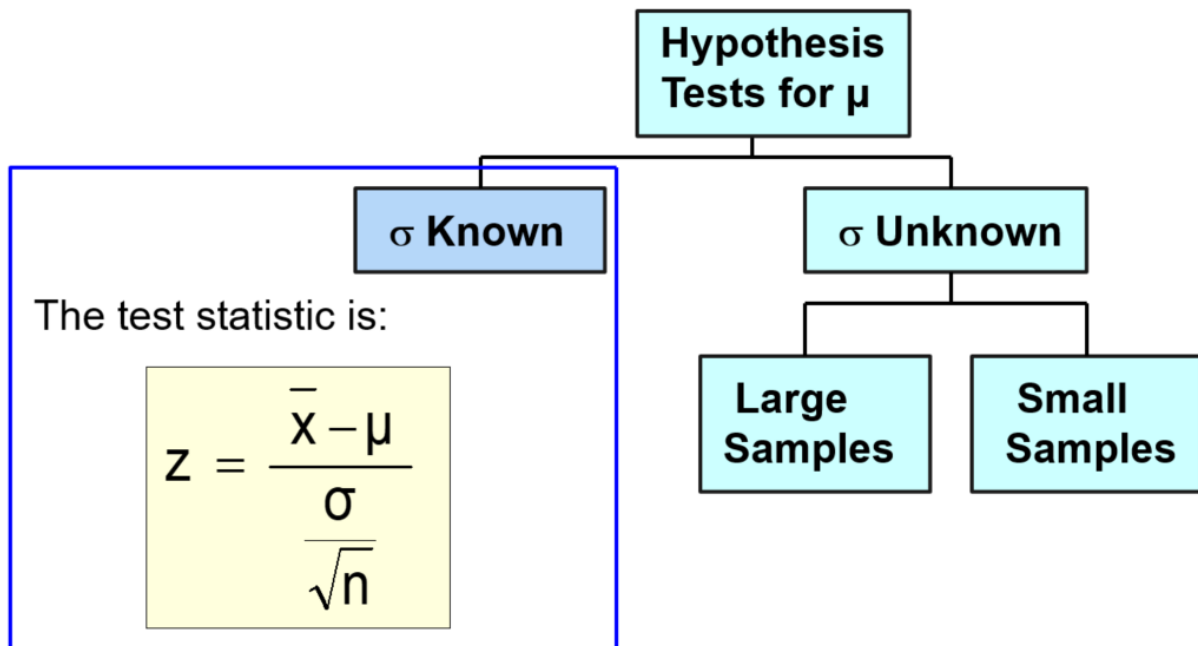 Hypothesis
Tests for μ
σ Known
σ Unknown
The test statistic is:
z = (x̄ − μ) / (σ / √n)
Large
Samples
Small
Samples